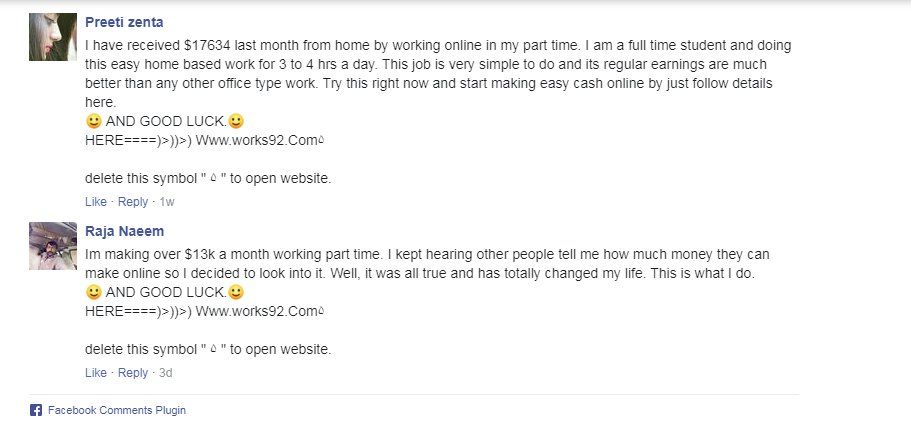 Preeti zenta
I have received $17634 last month from home by working online in my part time. I am a full time student and doing
this easy home based work for 3 to 4 hrs a day. This job is very simple to do and its regular earnings are much
better than any other office type work. Try this right now and start making easy cash online by just follow details
here.
🙂 AND GOOD LUCK.🙂
HERE====)>))>) Www.works92.Com۵
delete this symbol " ۵ " to open website.
Like · Reply · 1w
Raja Naeem
Im making over $13k a month working part time. I kept hearing other people tell me how much money they can
make online so I decided to look into it. Well, it was all true and has totally changed my life. This is what I do.
🙂 AND GOOD LUCK.🙂
HERE====)>))>) Www.works92.Com۵
delete this symbol " ۵ " to open website.
Like · Reply · 3d
Facebook Comments Plugin